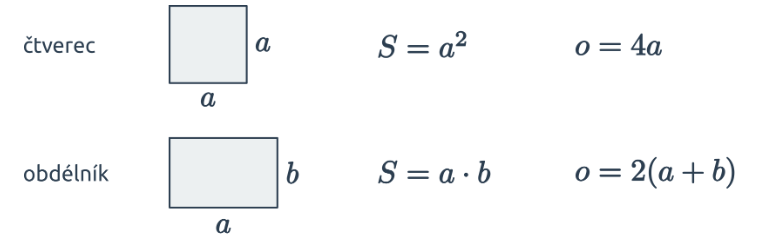 čtverec a S = a² o = 4a
a
obdélník b S = a · b o = 2(a + b)
a